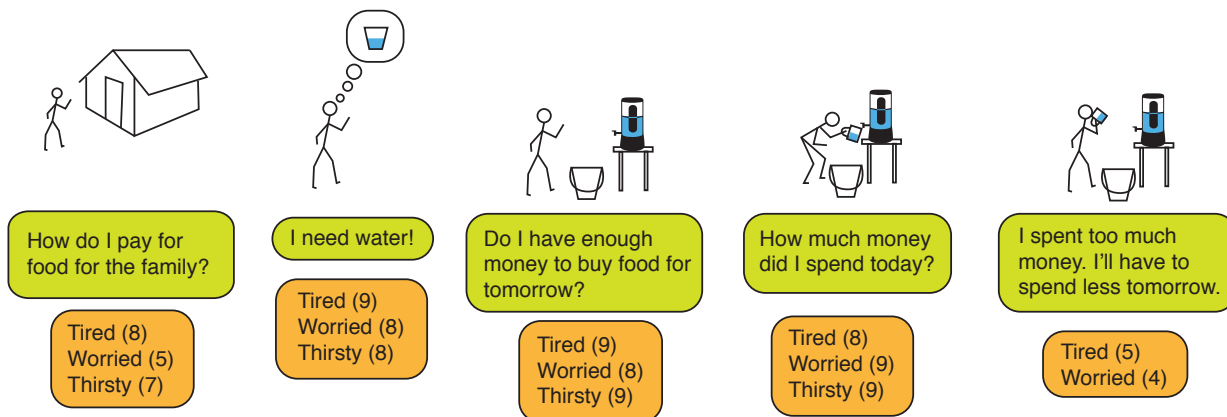 How do I pay for
food for the family?
Tired (8)
Worried (5)
Thirsty (7)
I need water!
Tired (9)
Worried (8)
Thirsty (8)
Do I have enough
money to buy food for
tomorrow?
Tired (9)
Worried (8)
Thirsty (9)
How much money
did I spend today?
Tired (8)
Worried (9)
Thirsty (9)
I spent too much
money. I’ll have to
spend less tomorrow.
Tired (5)
Worried (4)